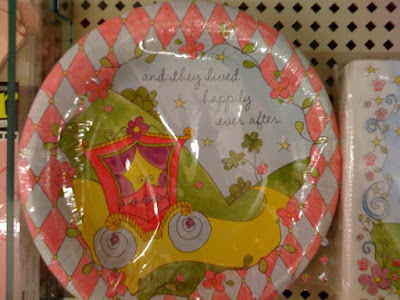 ... and they lived
happily
ever after...